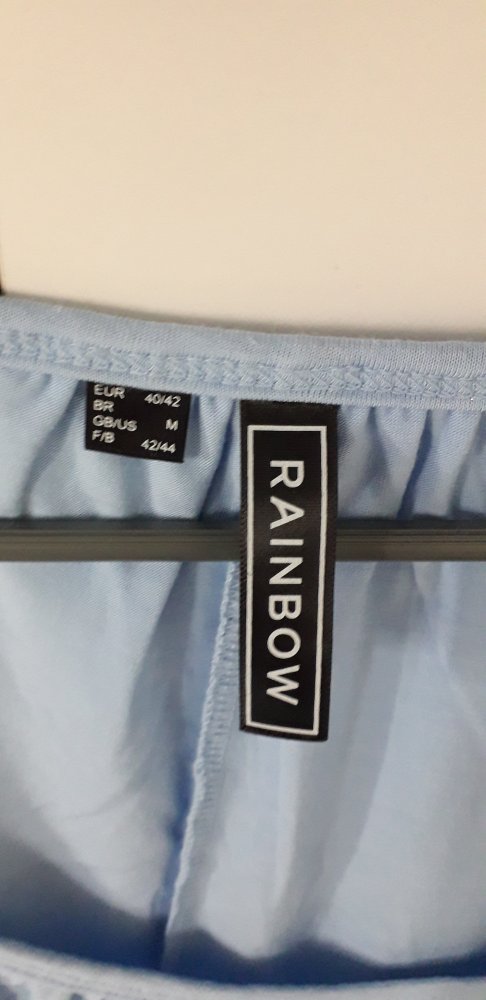 EUR 40/42
BR
GB/US M
F/B 42/44
RAINBOW